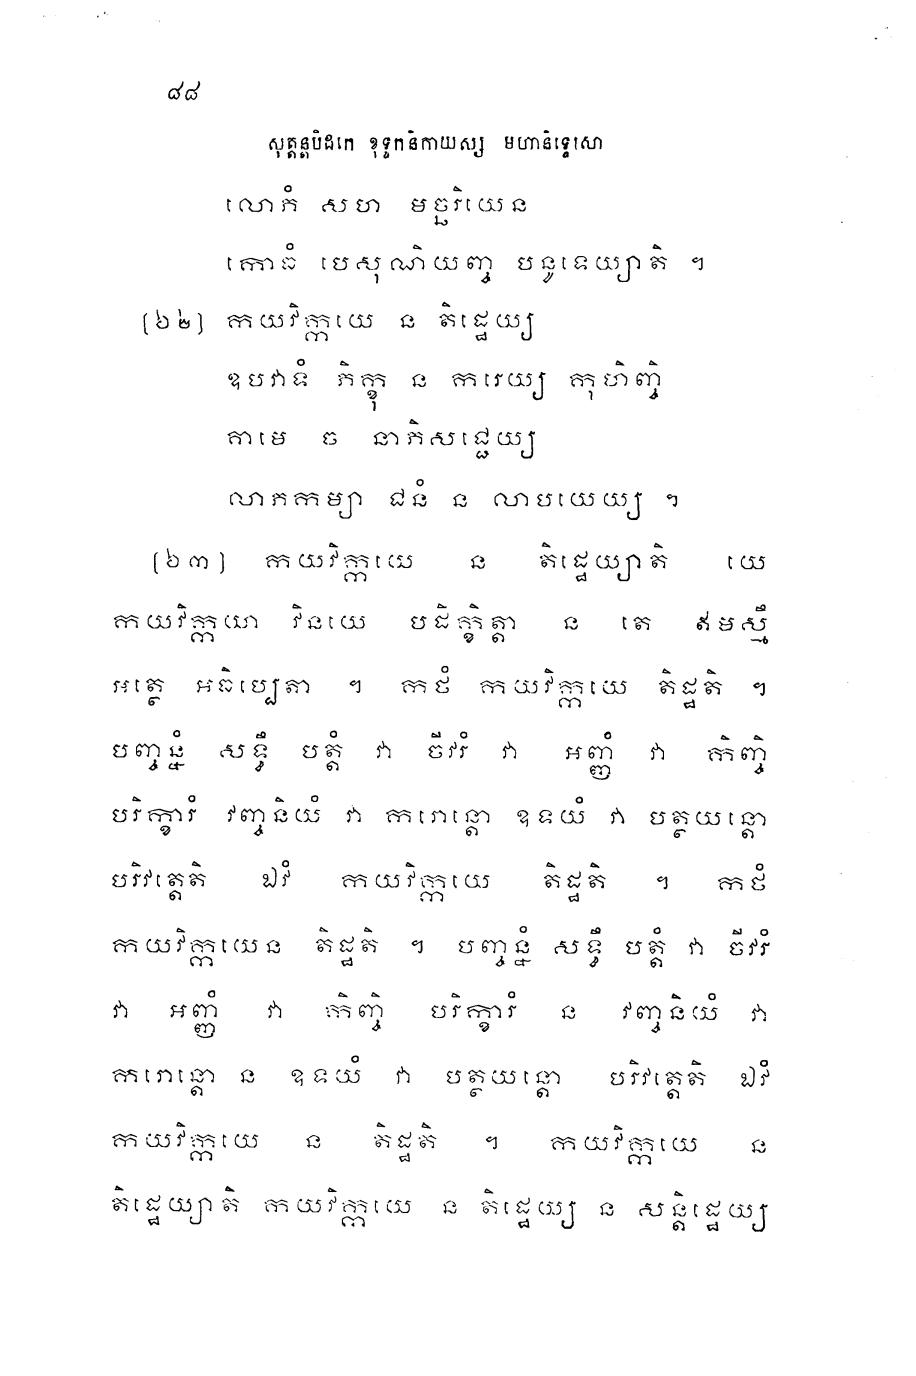 ៨៨
សុត្តន្តបិដកេ ខុទ្ទកនិកាយស្ស មហានិទ្ទេសោ
លោភំ សហ មច្ឆរិយេន
កោធំ បេសុណិយញ្ច បនូទេយ្យាតិ ។
(៦២) កយវិក្កយេ ន តិដ្ឋេយ្យ
ឧបវាទំ ភិក្ខុ ន ករេយ្យ កុហិញ្ចិ
គាមេ ច នាភិសជ្ជេយ្យ
លាភកម្យា ជនំ ន លាបយេយ្យ ។
(៦៣) កយវិក្កយេ ន តិដ្ឋេយ្យាតិ យេ
កយវិក្កយា វិនយេ បដិក្ខិត្តា ន តេ ឥមស្មឹ
អត្ថេ អធិប្បេតា ។ កថំ កយវិក្កយេ តិដ្ឋតិ ។
បញ្ចន្នំ សទ្ធឹ បត្តំ វា ចីវរំ វា អញ្ញំ វា កិញ្ចិ
បរិក្ខារំ វញ្ចនិយំ វា ករោន្តោ ឧទយំ វា បត្ថយន្តោ
បរិវត្តេតិ ឯវំ កយវិក្កយេ តិដ្ឋតិ ។ កថំ
កយវិក្កយេន តិដ្ឋតិ ។ បញ្ចន្នំ សទ្ធឹ បត្តំ វា ចីវរំ
វា អញ្ញំ វា កិញ្ចិ បរិក្ខារំ ន វញ្ចនិយំ វា
ករោន្តោ ន ឧទយំ វា បត្ថយន្តោ បរិវត្តេតិ ឯវំ
កយវិក្កយេ ន តិដ្ឋតិ ។ កយវិក្កយេ ន
តិដ្ឋេយ្យាតិ កយវិក្កយេ ន តិដ្ឋេយ្យ ន សន្តិដ្ឋេយ្យ